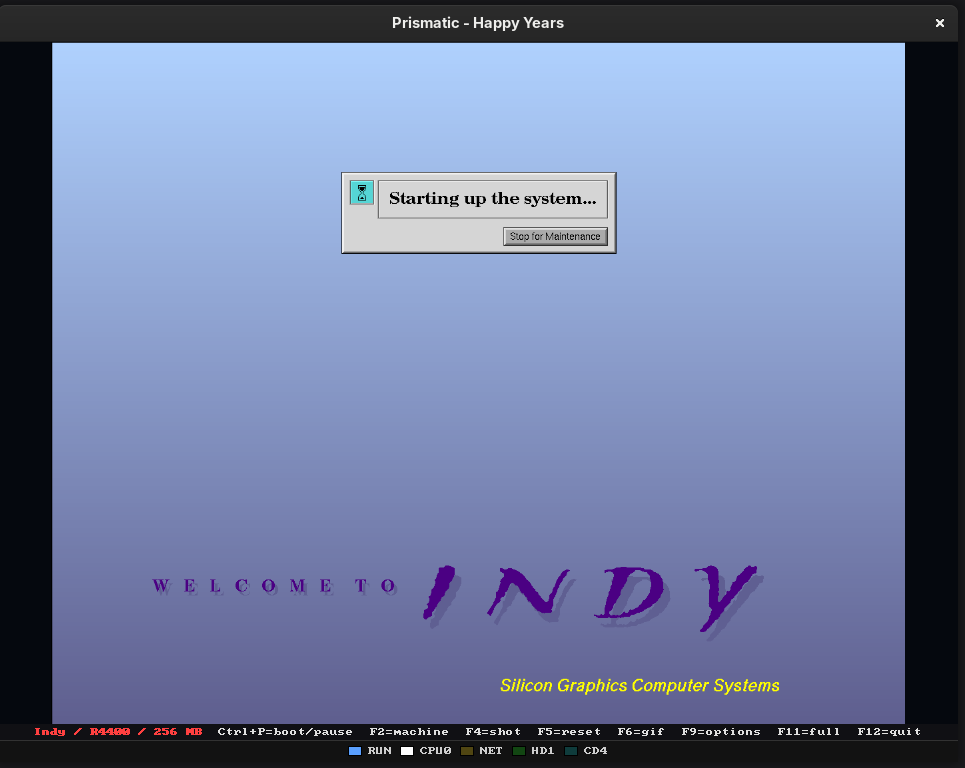 Prismatic - Happy Years
Starting up the system...
Stop for Maintenance
WELCOME TO INDY
Silicon Graphics Computer Systems
Indy / R4400 / 256 MB Ctrl+P=boot/pause F2=machine F4=shot F5=reset F6=gif F9=options F11=full F12=quit
RUN CPU0 NET HD1 CD4